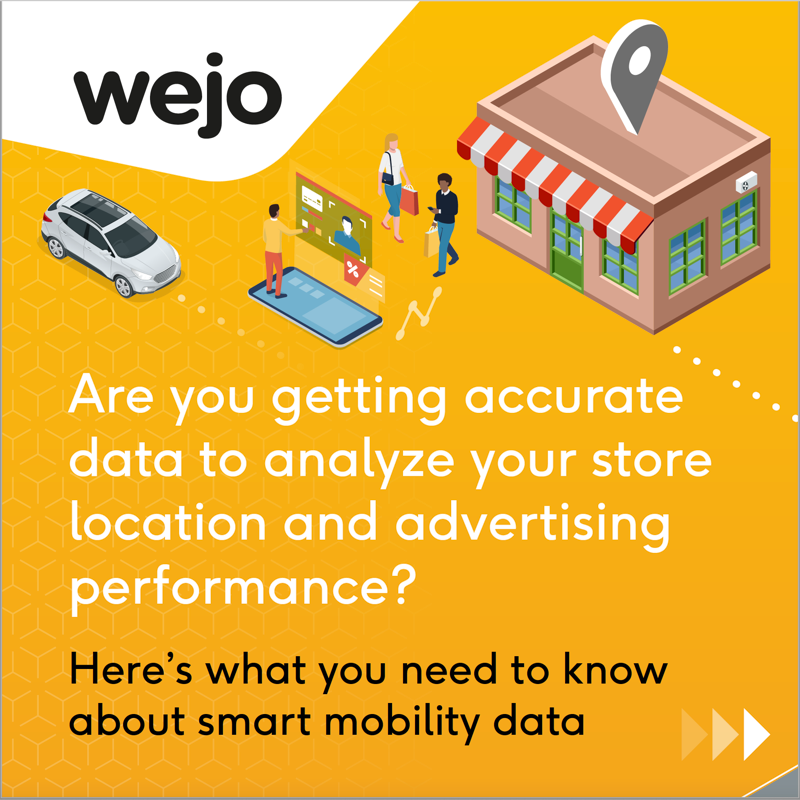 wejo
%
Are you getting accurate
data to analyze your store
location and advertising
performance?
Here’s what you need to know
about smart mobility data